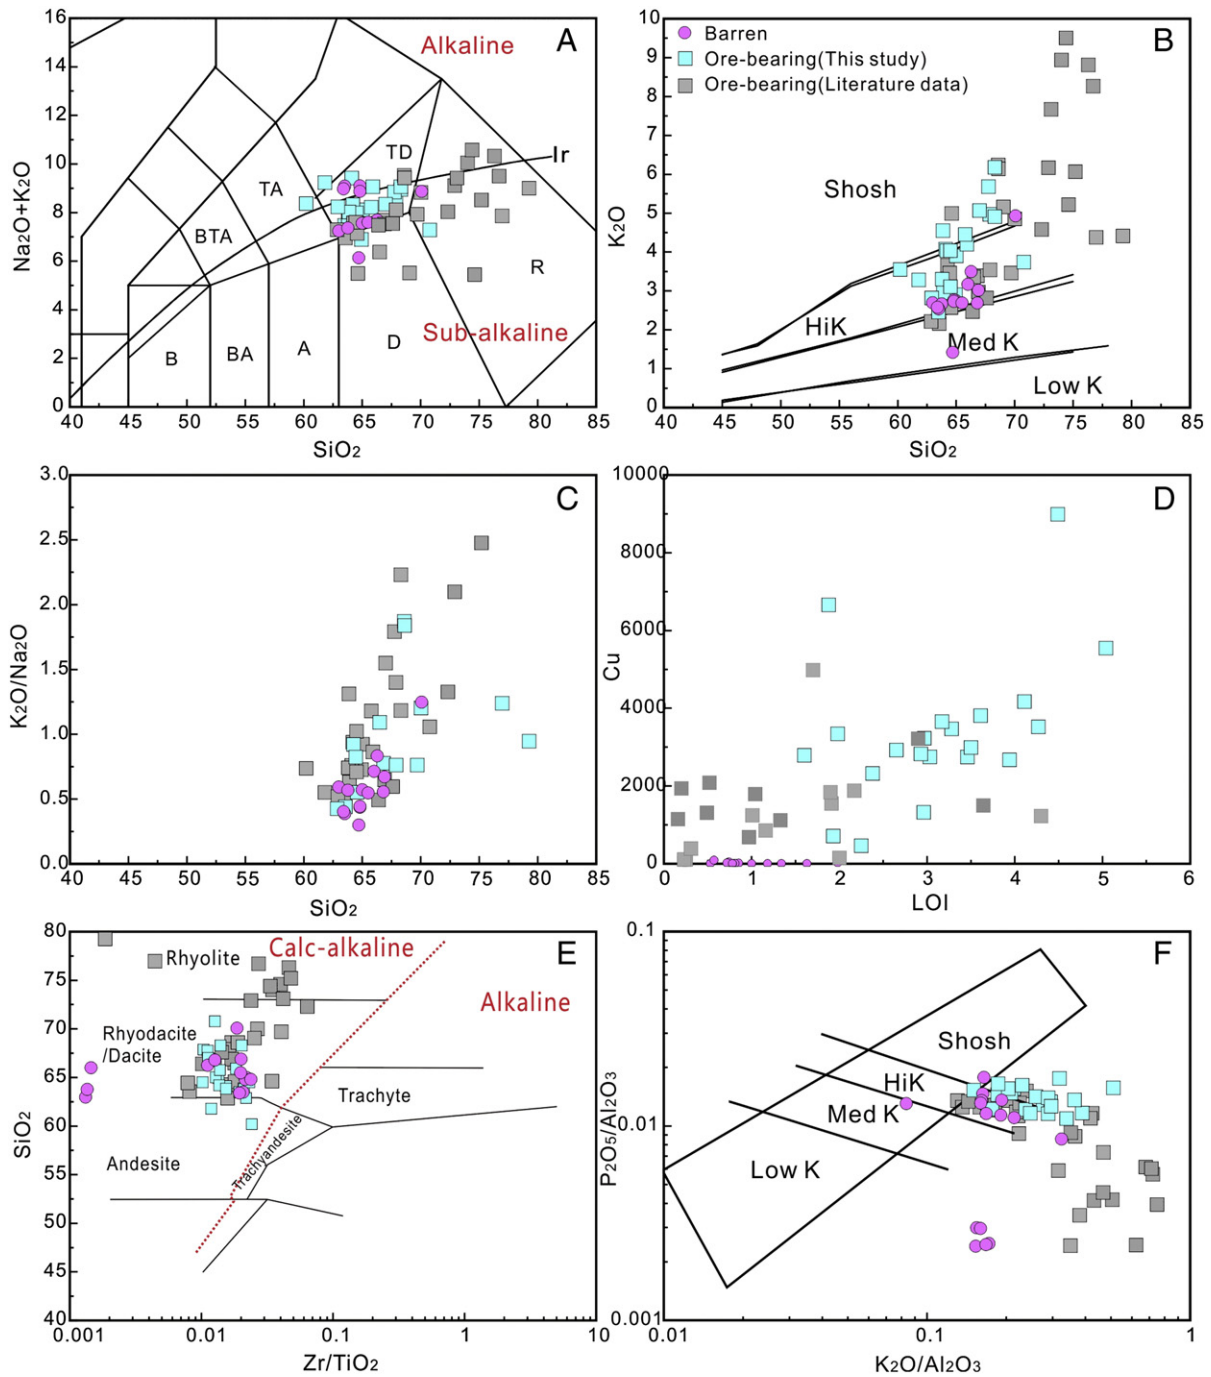 16
14
12
10
8
6
4
2
0
Na2O+K2O
Alkaline
A
Ir
TD
TA
BTA
R
Sub-alkaline
B
BA
A
D
40
45
50
55
60
65
70
75
80
85
SiO2
10
9
8
7
6
5
4
3
2
1
0
K2O
Barren
Ore-bearing(This study)
Ore-bearing(Literature data)
B
Shosh
HiK
Med K
Low K
40
45
50
55
60
65
70
75
80
85
SiO2
3.0
2.5
2.0
1.5
1.0
0.5
0.0
K2O/Na2O
C
40
45
50
55
60
65
70
75
80
85
SiO2
10000
8000
6000
4000
2000
0
Cu
D
0
1
2
3
4
5
6
LOI
80
75
70
65
60
55
50
45
40
SiO2
Calc-alkaline
E
Rhyolite
Alkaline
Rhyodacite
/Dacite
Trachyte
Andesite
Trachyandesite
0.001
0.01
0.1
1
10
Zr/TiO2
0.1
0.01
0.001
P2O5/Al2O3
F
Shosh
HiK
Med K
Low K
0.01
0.1
1
K2O/Al2O3